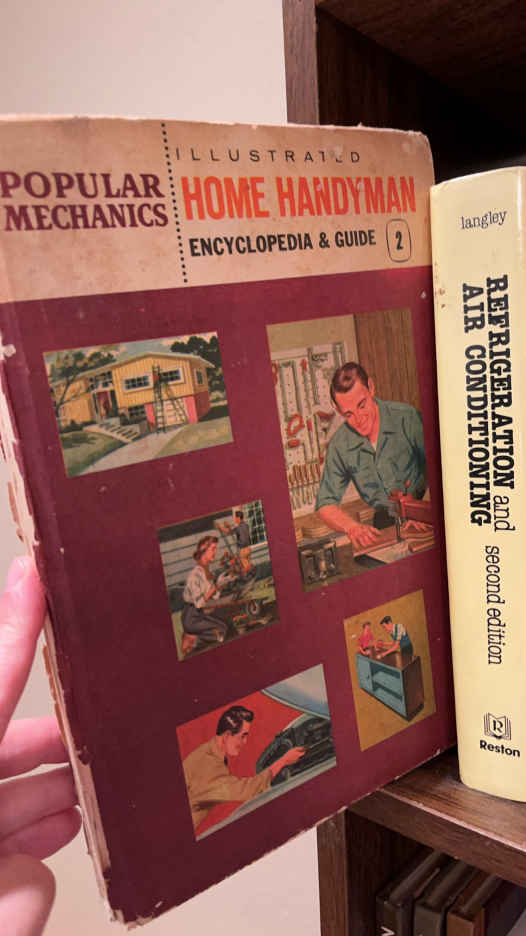 POPULAR
MECHANICS
ILLUSTRATED
HOME HANDYMAN
ENCYCLOPEDIA & GUIDE 2
langley
REFRIGERATION and
AIR CONDITIONING
second edition
R
Reston